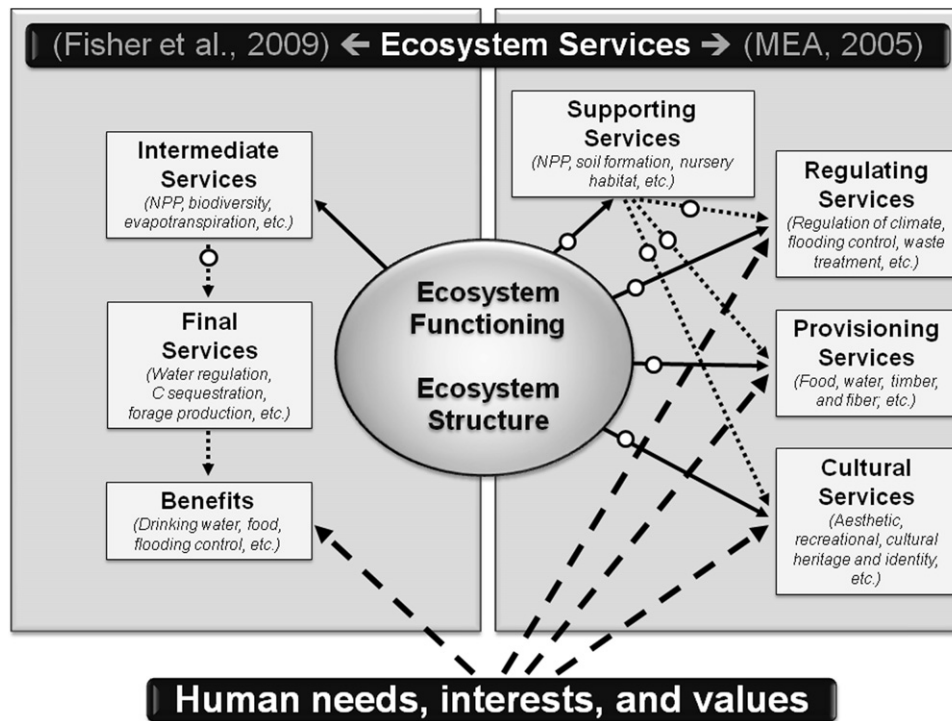 (Fisher et al., 2009) ← Ecosystem Services → (MEA, 2005)
Intermediate
Services
(NPP, biodiversity,
evapotranspiration, etc.)
Final
Services
(Water regulation,
C sequestration,
forage production, etc.)
Benefits
(Drinking water, food,
flooding control, etc.)
Ecosystem
Functioning
Ecosystem
Structure
Supporting
Services
(NPP, soil formation, nursery
habitat, etc.)
Regulating
Services
(Regulation of climate,
flooding control, waste
treatment, etc.)
Provisioning
Services
(Food, water, timber,
and fiber, etc.)
Cultural
Services
(Aesthetic,
recreational, cultural
heritage and identity,
etc.)
Human needs, interests, and values